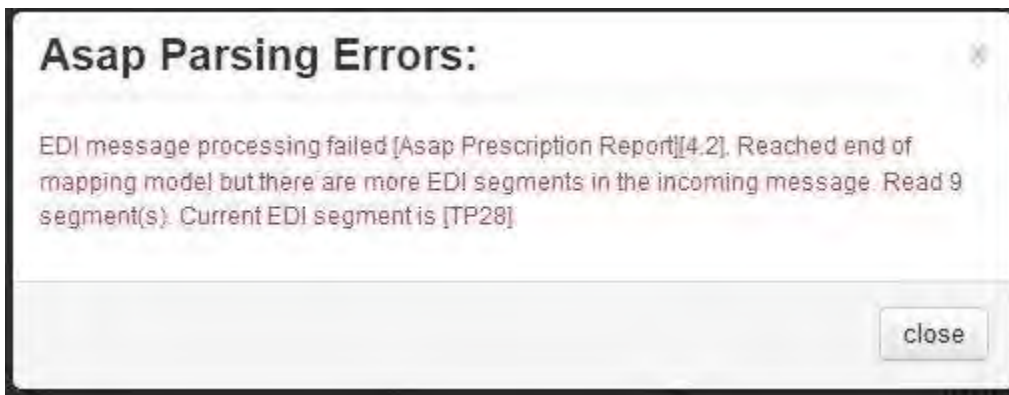 Asap Parsing Errors:
×
EDI message processing failed [Asap Prescription Report][4.2]. Reached end of
mapping model but there are more EDI segments in the incoming message. Read 9
segment(s). Current EDI segment is [TP28]
close